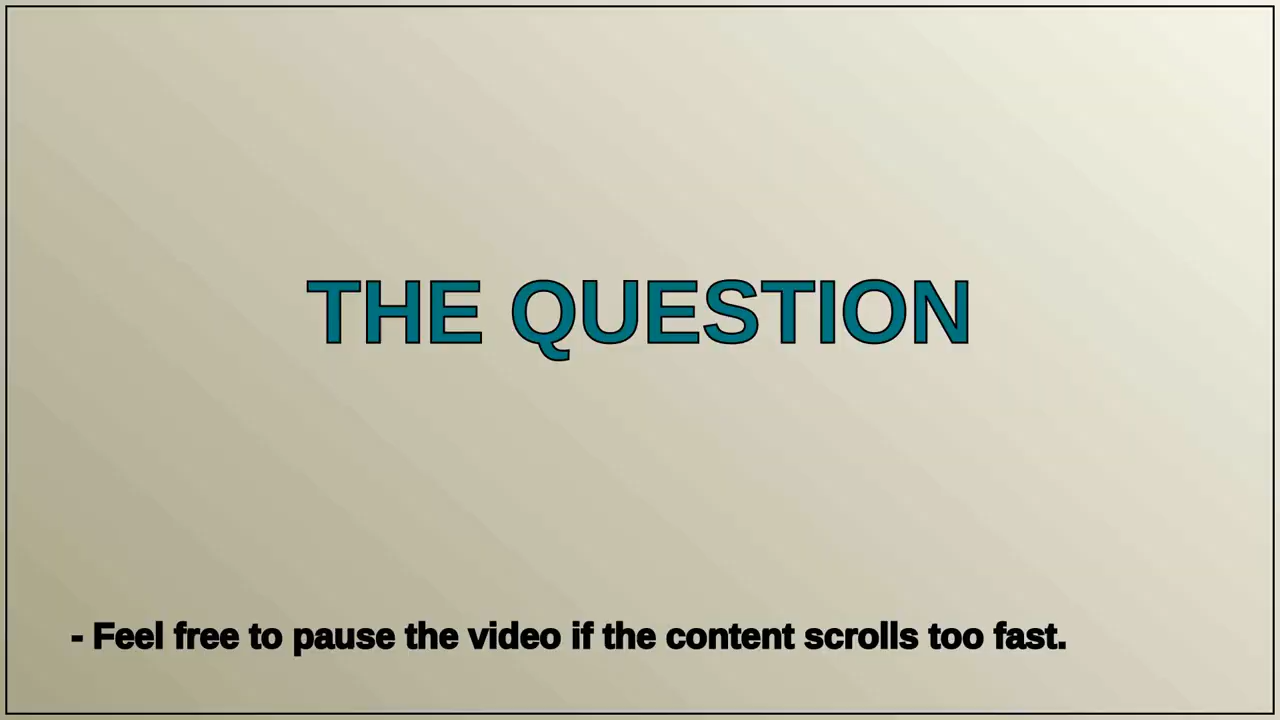 THE QUESTION
- Feel free to pause the video if the content scrolls too fast.